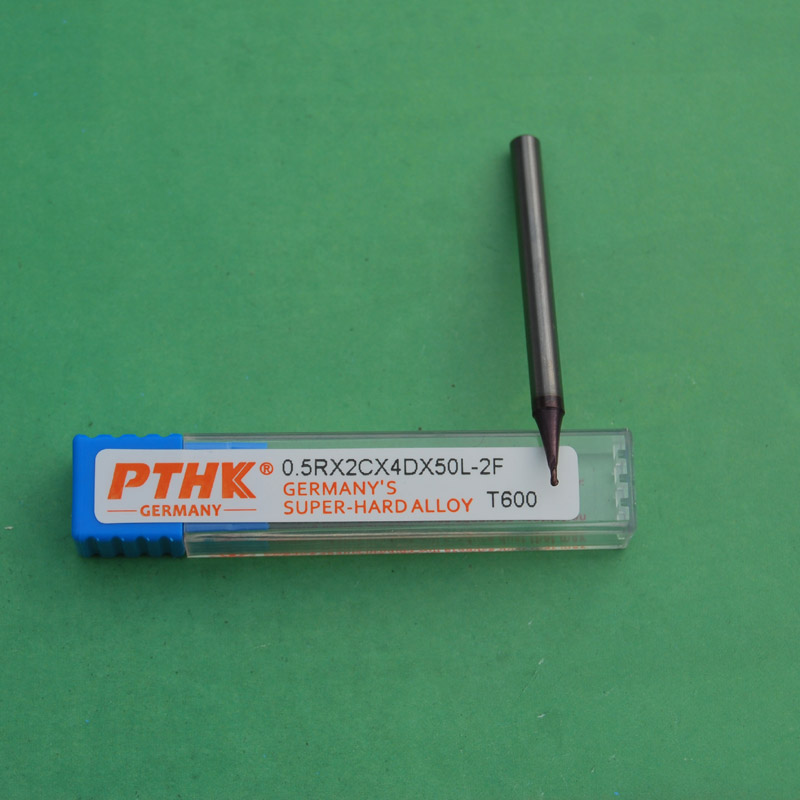 PTHK®
GERMANY
0.5RX2CX4DX50L-2F
GERMANY'S
SUPER-HARD ALLOY
T600